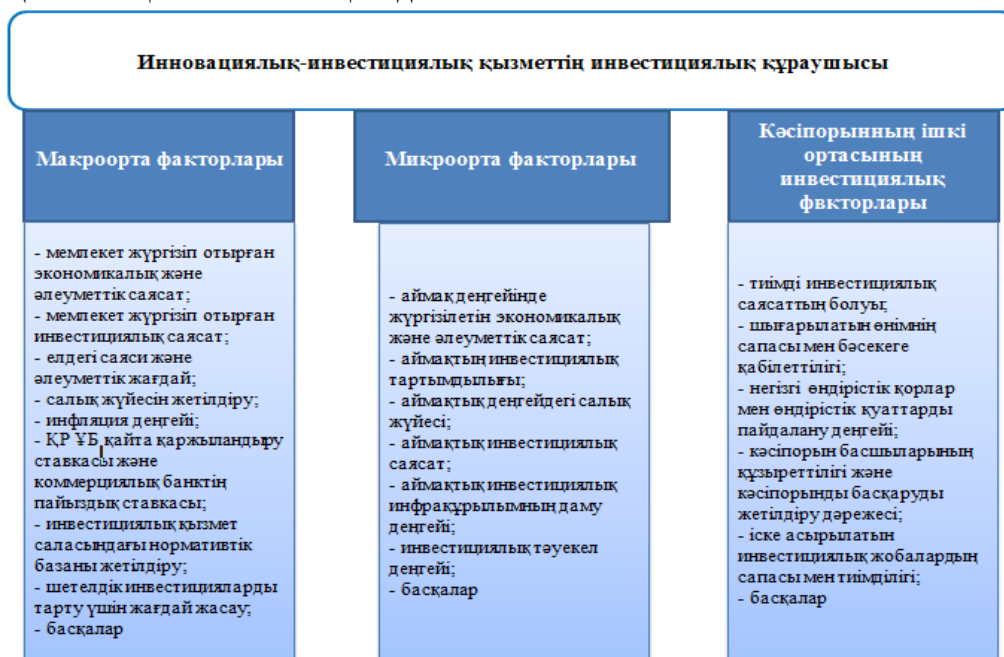 Инновациялық-инвестициялық қызметтің инвестициялық құраушысы
Макроорта факторлары
- мемлекет жүргізіп отырған
экономикалық және
әлеуметтік саясат;
- мемлекет жүргізіп отырған
инвестициялық саясат;
- елдегі саяси және
әлеуметтік жағдай;
- салық жүйесін жетілдіру;
- инфляция деңгейі;
- ҚР ҰБ қайта қаржыландыру
ставкасы және
коммерциялық банктің
пайыздық ставкасы;
- инвестициялық қызмет
саласындағы нормативтік
базаны жетілдіру;
- шетелдік инвестицияларды
тарту үшін жағдай жасау;
- басқалар
Микроорта факторлары
- аймақ деңгейінде
жүргізілетін экономикалық
және әлеуметтік саясат;
- аймақтың инвестициялық
тартымдылығы;
- аймақтық деңгейдегі салық
жүйесі;
- аймақтық инвестициялық
саясат;
- аймақтық инвестициялық
инфрақұрылымның даму
деңгейі;
- инвестициялық тәуекел
деңгейі;
- басқалар
Кәсіпорынның ішкі
ортасының
инвестициялық
фвкторлары
- тиімді инвестициялық
саясаттың болуы;
- шығарылатын өнімнің
сапасы мен бәсекеге
қабілеттілігі;
- негізгі өндірістік қорлар
мен өндірістік қуаттарды
пайдалану деңгейі;
- кәсіпорын басшыларының
құзыреттілігі және
кәсіпорынды басқаруды
жетілдіру дәрежесі;
- іске асырылатын
инвестициялық жобалардың
сапасы мен тиімділігі;
- басқалар